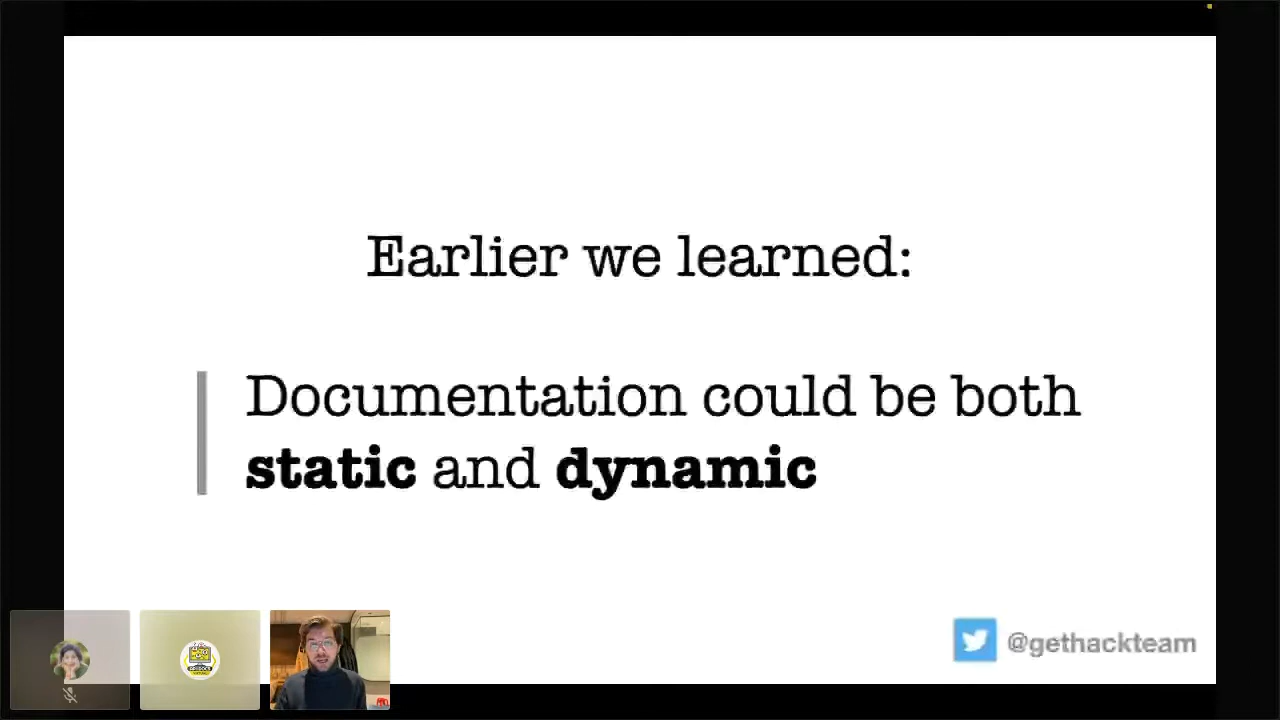 Earlier we learned:
Documentation could be both
static and dynamic
@gethackteam